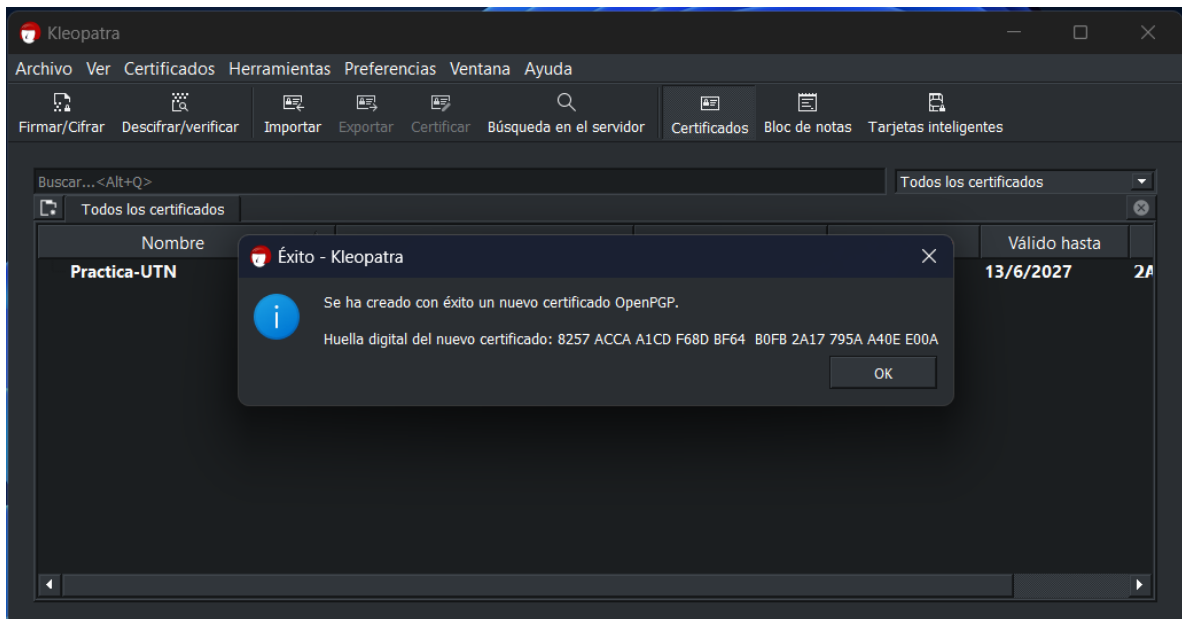 Kleopatra
Archivo Ver Certificados Herramientas Preferencias Ventana Ayuda
Firmar/Cifrar Descifrar/verificar Importar Exportar Certificar Búsqueda en el servidor Certificados Bloc de notas Tarjetas inteligentes
Buscar...<Alt+Q> Todos los certificados
Todos los certificados
Nombre Válido hasta
Practica-UTN 13/6/2027 2A
Éxito - Kleopatra
Se ha creado con éxito un nuevo certificado OpenPGP.
Huella digital del nuevo certificado: 8257 ACCA A1CD F68D BF64  B0FB 2A17 795A A40E E00A
OK